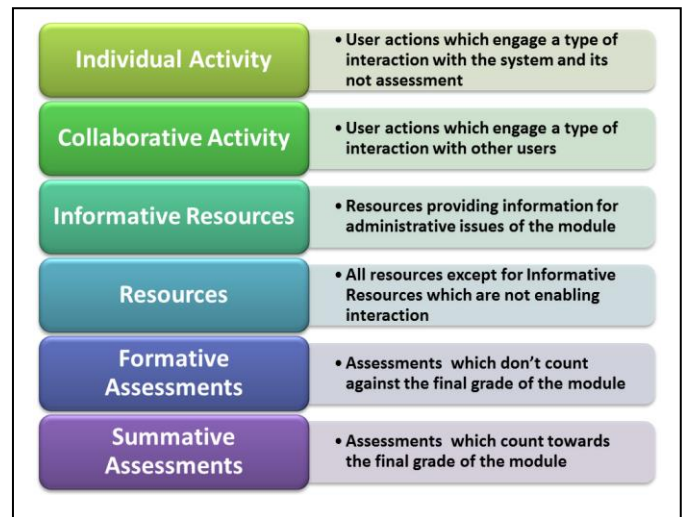 Individual Activity
• User actions which engage a type of
interaction with the system and its
not assessment
Collaborative Activity
• User actions which engage a type of
interaction with other users
Informative Resources
• Resources providing information for
administrative issues of the module
Resources
• All resources except for Informative
Resources which are not enabling
interaction
Formative
Assessments
• Assessments which don't count
against the final grade of the module
Summative
Assessments
• Assessments which count towards
the final grade of the module